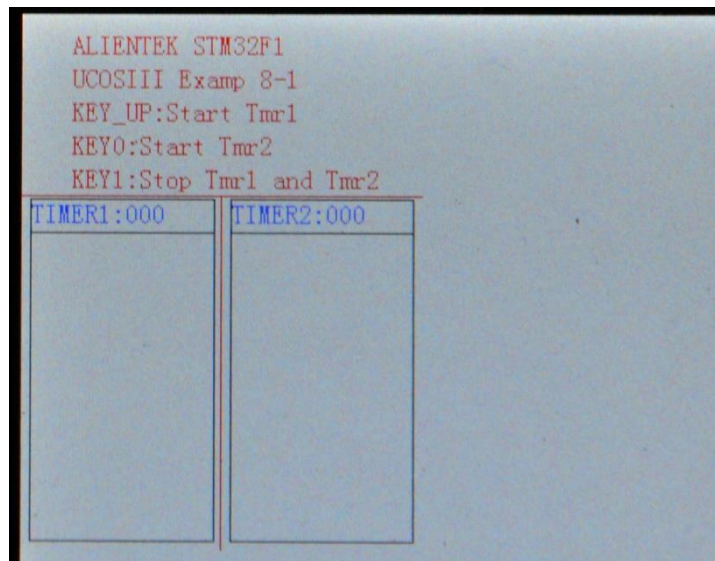 ALIENTEK STM32F1
UCOSIII Examp 8-1
KEY_UP:Start Tmr1
KEY0:Start Tmr2
KEY1:Stop Tmr1 and Tmr2
TIMER1:000 TIMER2:000